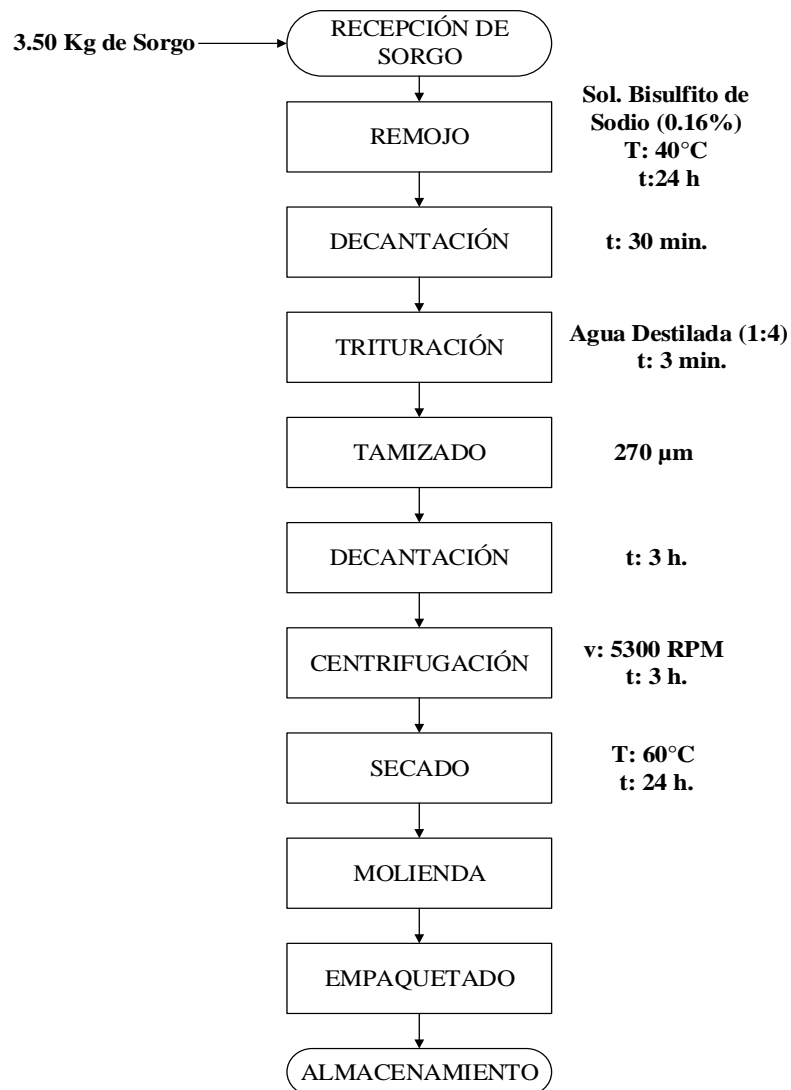 3.50 Kg de Sorgo
RECEPCIÓN DE
SORGO
REMOJO
Sol. Bisulfito de
Sodio (0.16%)
T: 40°C
t:24 h
DECANTACIÓN
t: 30 min.
TRITURACIÓN
Agua Destilada (1:4)
t: 3 min.
TAMIZADO
270 µm
DECANTACIÓN
t: 3 h.
CENTRIFUGACIÓN
v: 5300 RPM
t: 3 h.
SECADO
T: 60°C
t: 24 h.
MOLIENDA
EMPAQUETADO
ALMACENAMIENTO